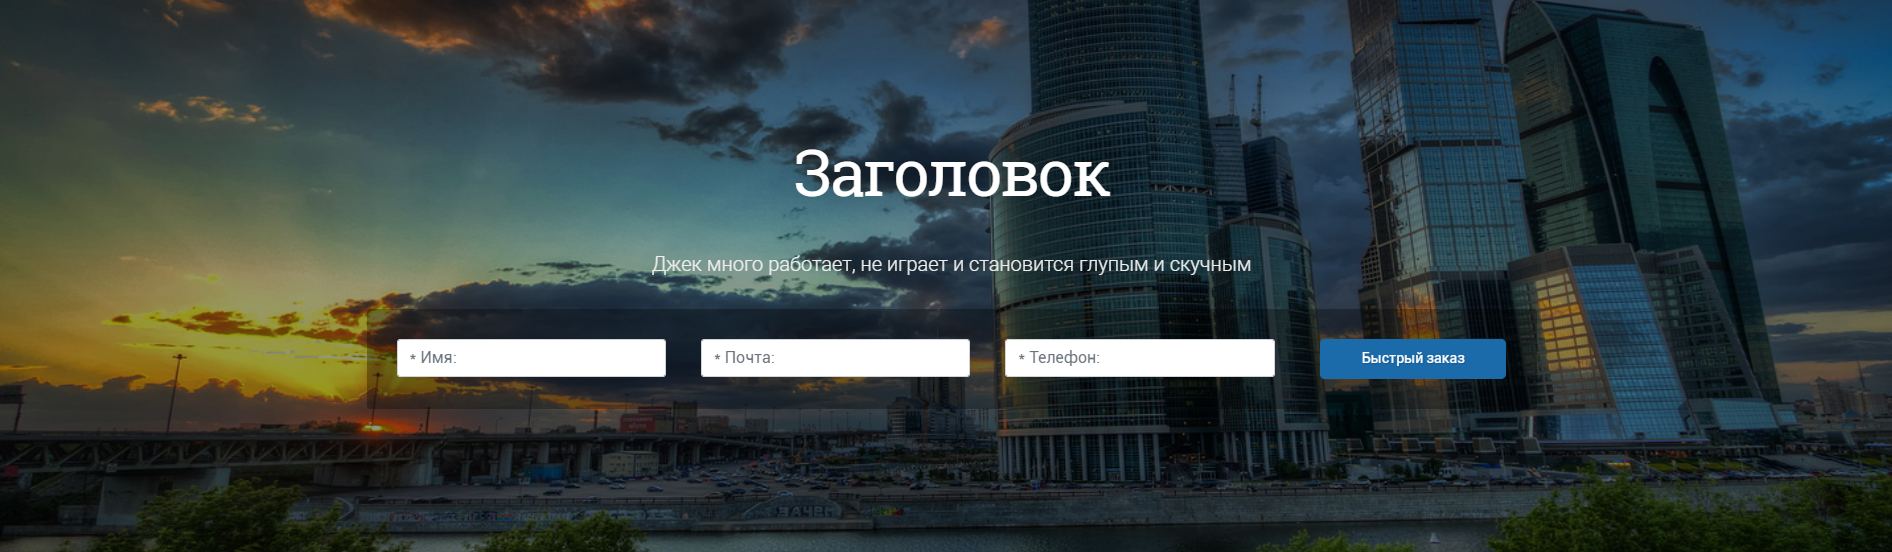 Заголовок
Джек много работает, не играет и становится глупым и скучным
* Имя:
* Почта:
* Телефон:
Быстрый заказ